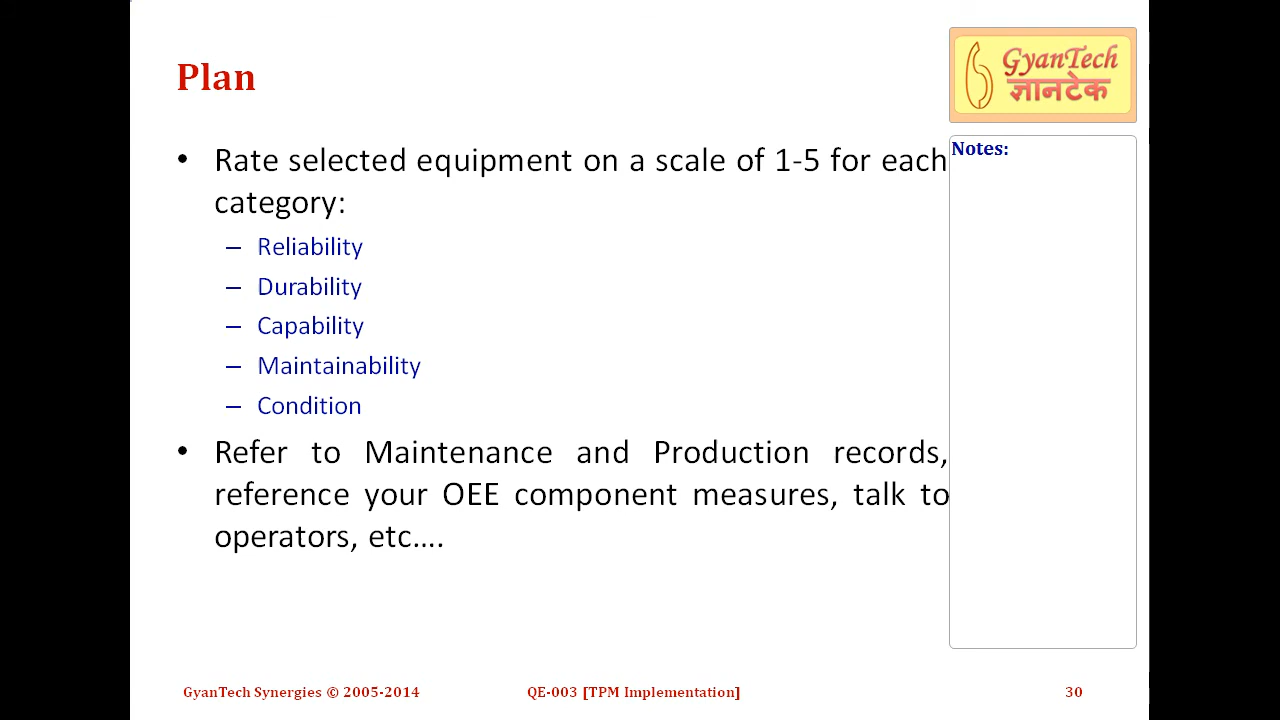 Plan
GyanTech
ज्ञानटेक
Notes:
• Rate selected equipment on a scale of 1-5 for each
category:
– Reliability
– Durability
– Capability
– Maintainability
– Condition
• Refer to Maintenance and Production records,
reference your OEE component measures, talk to
operators, etc....
GyanTech Synergies © 2005-2014
QE-003 [TPM Implementation]
30